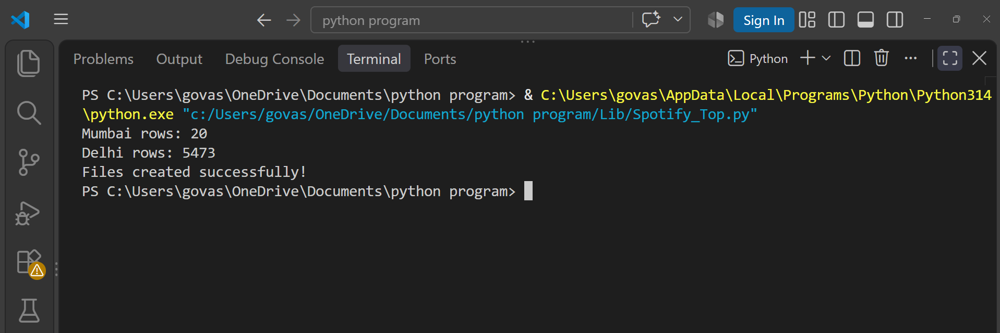 python program
Sign In
Problems Output Debug Console Terminal Ports
Python
PS C:\Users\govas\OneDrive\Documents\python program> & C:\Users\govas\AppData\Local\Programs\Python\Python314
\python.exe "c:/Users/govas/OneDrive/Documents/python program/Lib/Spotify_Top.py"
Mumbai rows: 20
Delhi rows: 5473
Files created successfully!
PS C:\Users\govas\OneDrive\Documents\python program>